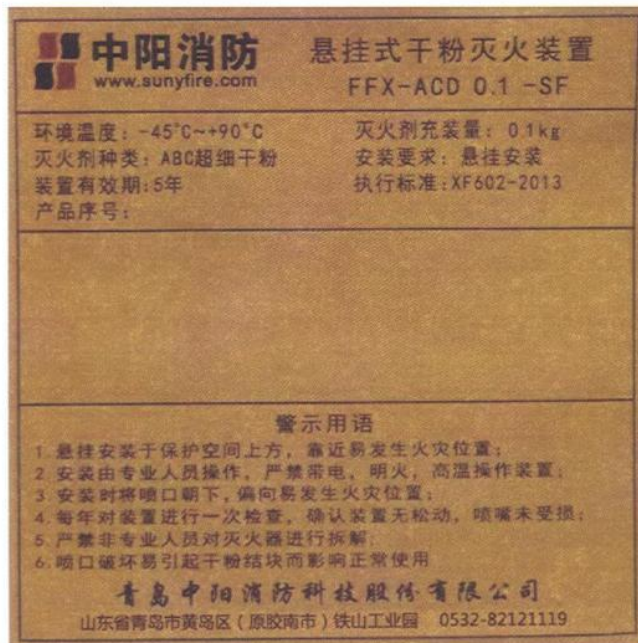 中阳消防
www.sunyfire.com
悬挂式干粉灭火装置
FFX-ACD 0.1 -SF
环境温度: -45°C~+90°C
灭火剂充装量: 0.1kg
灭火剂种类: ABC超细干粉
安装要求: 悬挂安装
装置有效期:5年
执行标准:XF602-2013
产品序号:
警示用语
1. 悬挂安装于保护空间上方, 靠近易发生火灾位置;
2. 安装由专业人员操作, 严禁带电, 明火, 高温操作装置;
3. 安装时将喷口朝下, 偏向易发生火灾位置;
4. 每年对装置进行一次检查, 确认装置无松动, 喷嘴未受损;
5. 严禁非专业人员对灭火器进行拆解;
6. 喷口破坏易引起干粉结块而影响正常使用
青岛中阳消防科技股份有限公司
山东省青岛市黄岛区(原胶南市)铁山工业园 0532-82121119